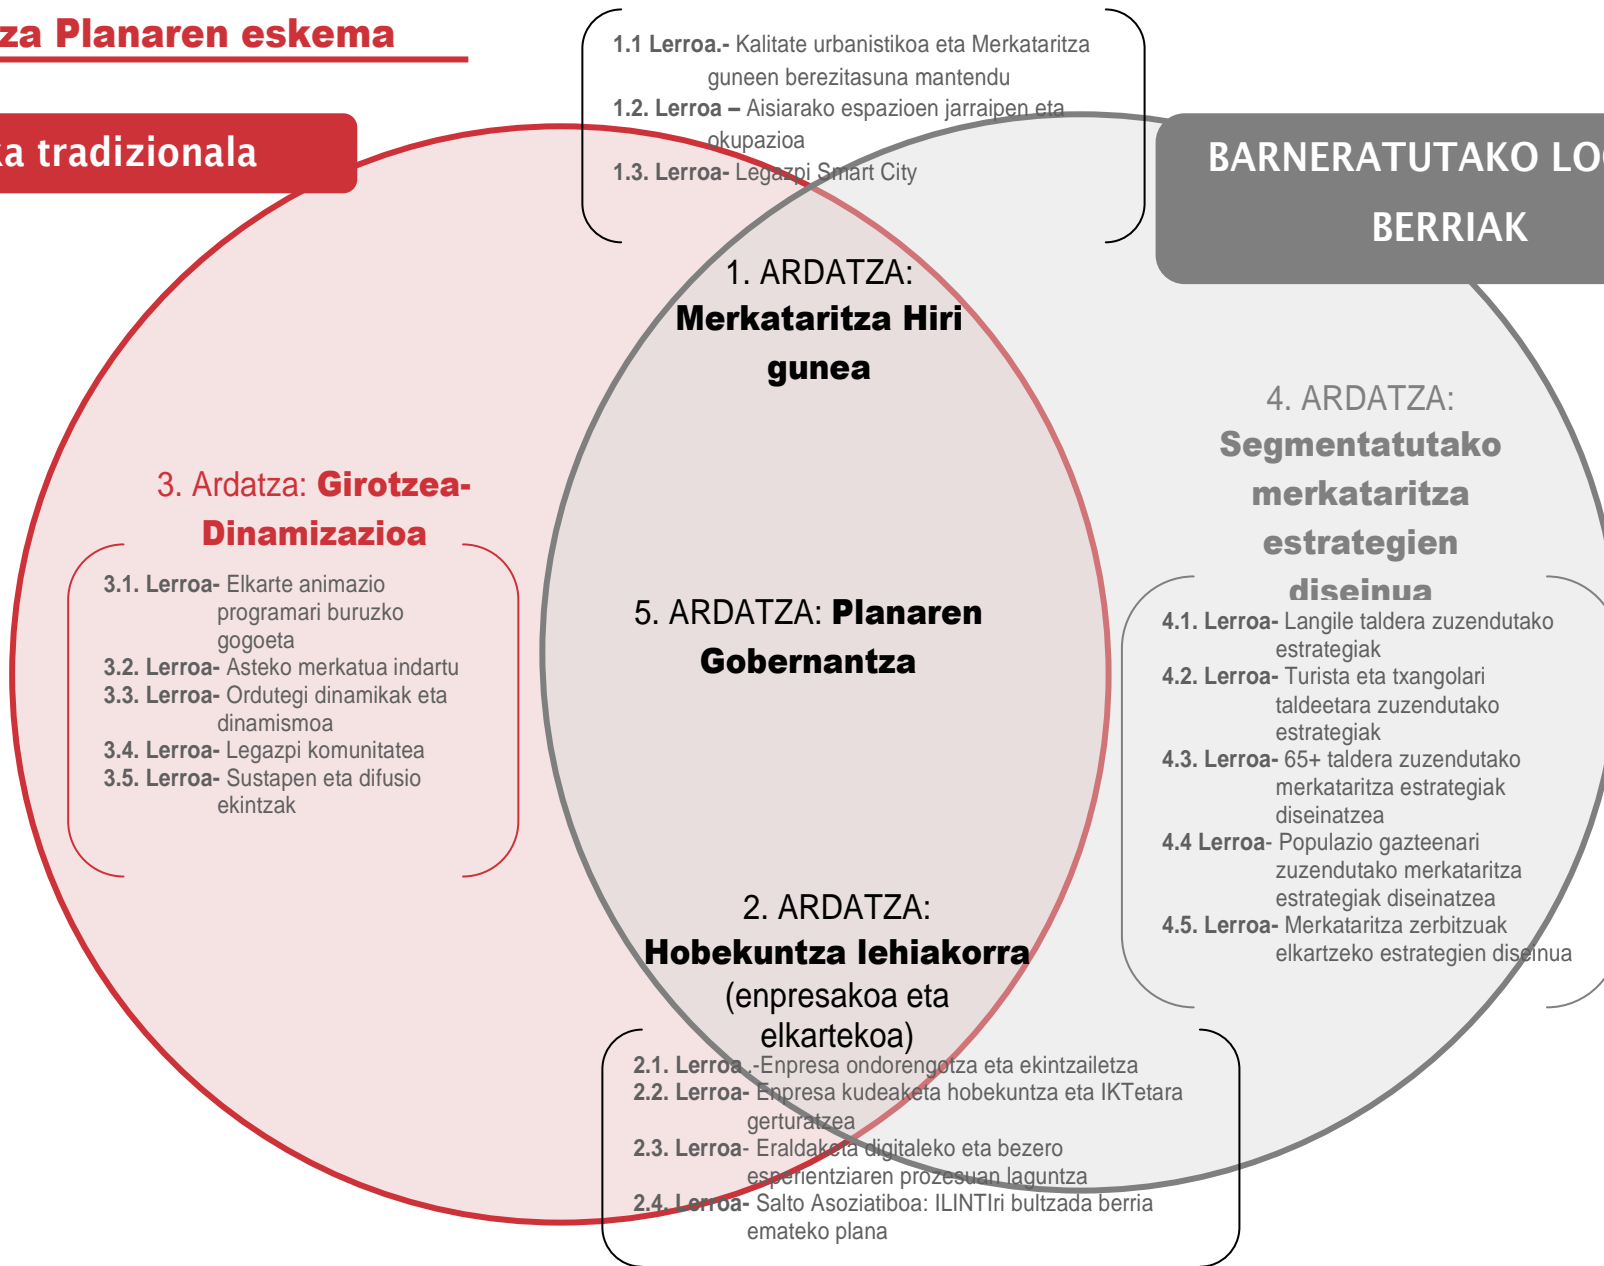 za Planaren eskema
1.1 Lerroa.- Kalitate urbanistikoa eta Merkataritza
guneen berezitasuna mantendu
1.2. Lerroa – Aisiarako espazioen jarraipen eta
okupazioa
1.3. Lerroa- Legazpi Smart City
ka tradizionala
BARNERATUTAKO LOG
BERRIAK
1. ARDATZA:
Merkataritza Hiri
gunea
3. Ardatza: Girotzea-
Dinamizazioa
3.1. Lerroa- Elkarte animazio
programari buruzko
gogoeta
3.2. Lerroa- Asteko merkatua indartu
3.3. Lerroa- Ordutegi dinamikak eta
dinamismoa
3.4. Lerroa- Legazpi komunitatea
3.5. Lerroa- Sustapen eta difusio
ekintzak
5. ARDATZA: Planaren
Gobernantza
4. ARDATZA:
Segmentatutako
merkataritza
estrategien
diseinua
4.1. Lerroa- Langile taldera zuzendutako
estrategiak
4.2. Lerroa- Turista eta txangolari
taldeetara zuzendutako
estrategiak
4.3. Lerroa- 65+ taldera zuzendutako
merkataritza estrategiak
diseinatzea
4.4 Lerroa- Populazio gazteenari
zuzendutako merkataritza
estrategiak diseinatzea
4.5. Lerroa- Merkataritza zerbitzuak
elkartzeko estrategien diseinua
2. ARDATZA:
Hobekuntza lehiakorra
(enpresakoa eta
elkartekoa)
2.1. Lerroa .-Enpresa ondorengotza eta ekintzailetza
2.2. Lerroa- Enpresa kudeaketa hobekuntza eta IKTetara
gerturatzea
2.3. Lerroa- Eraldaketa digitaleko eta bezero
esperientziaren prozesuan laguntza
2.4. Lerroa- Salto Asoziatiboa: ILINTIri bultzada berria
emateko plana